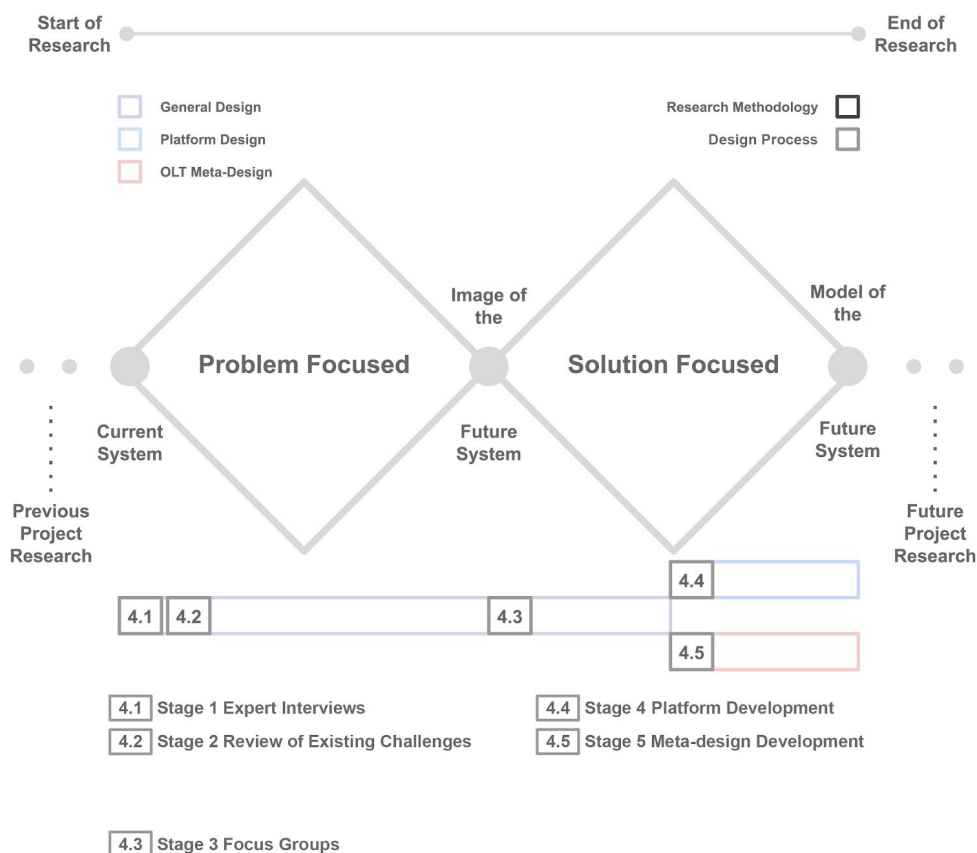 Start of
Research
End of
Research
General Design
Platform Design
OLT Meta-Design
Research Methodology
Design Process
Image of
the
Model of
the
Problem Focused
Solution Focused
Current
System
Future
System
Future
System
Previous
Project
Research
Future
Project
Research
4.1
4.2
4.3
4.4
4.5
4.1 Stage 1 Expert Interviews
4.2 Stage 2 Review of Existing Challenges
4.4 Stage 4 Platform Development
4.5 Stage 5 Meta-design Development
4.3 Stage 3 Focus Groups